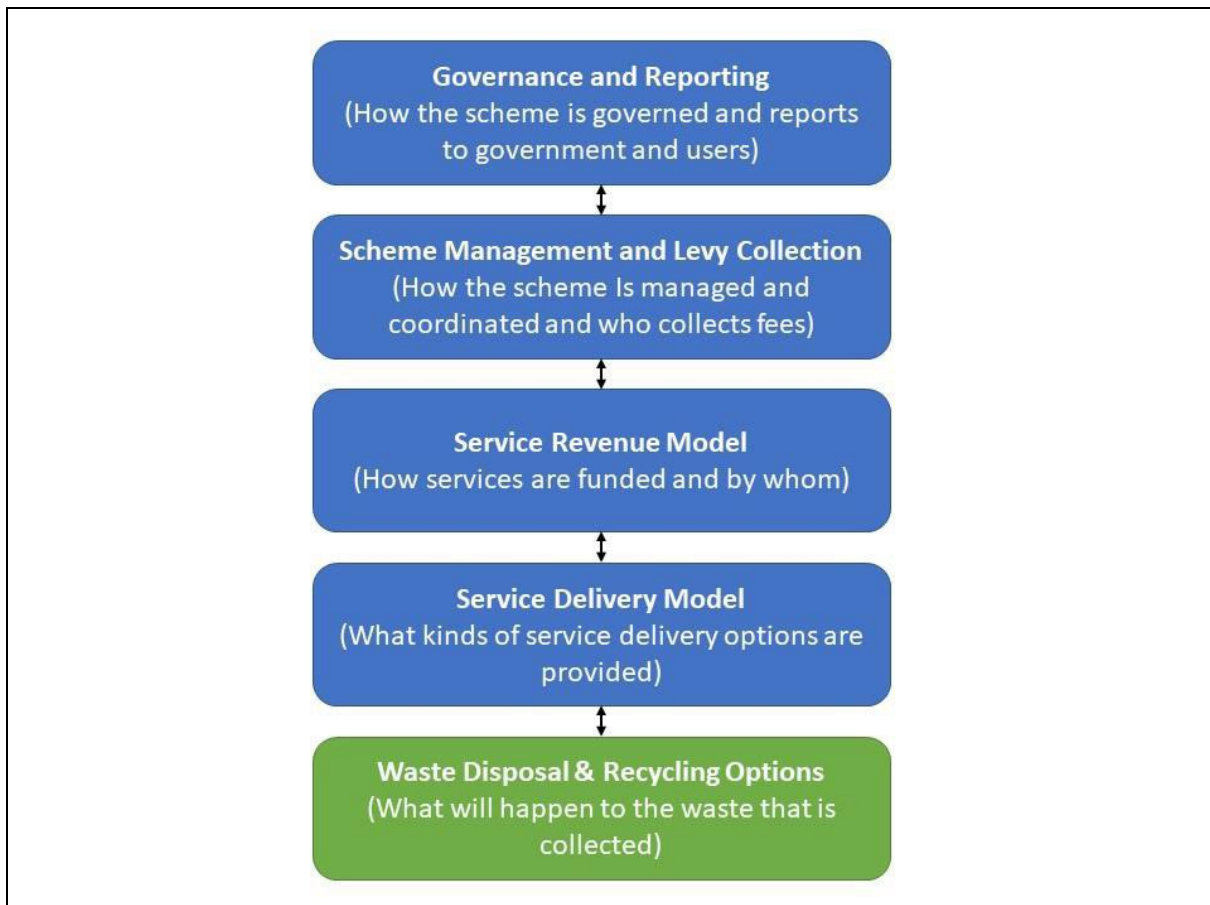 Governance and Reporting
(How the scheme is governed and reports
to government and users)
Scheme Management and Levy Collection
(How the scheme Is managed and
coordinated and who collects fees)
Service Revenue Model
(How services are funded and by whom)
Service Delivery Model
(What kinds of service delivery options are
provided)
Waste Disposal & Recycling Options
(What will happen to the waste that is
collected)